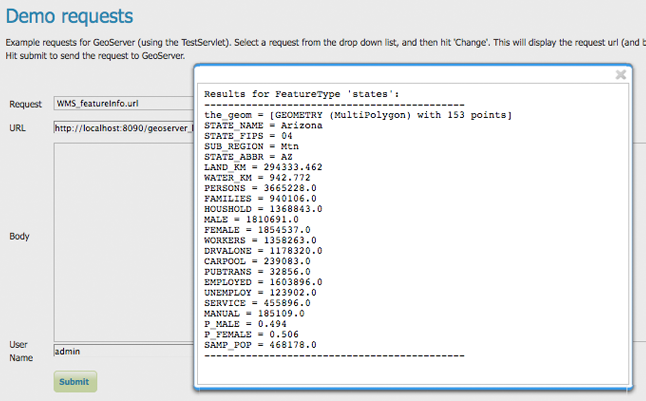 Demo requests
Example requests for GeoServer (using the TestServlet). Select a request from the drop down list, and then hit 'Change'. This will display the request url (and b
Hit submit to send the request to GeoServer.
Results for FeatureType 'states':
--------------------------------------------
the_geom = [GEOMETRY (MultiPolygon) with 153 points]
STATE_NAME = Arizona
STATE_FIPS = 04
SUB_REGION = Mtn
STATE_ABBR = AZ
LAND_KM = 294333.462
WATER_KM = 942.772
PERSONS = 3665228.0
FAMILIES = 940106.0
HOUSHOLD = 1368843.0
MALE = 1810691.0
FEMALE = 1854537.0
WORKERS = 1358263.0
DRVALONE = 1178320.0
CARPOOL = 239083.0
PUBTRANS = 32856.0
EMPLOYED = 1603896.0
UNEMPLOY = 123902.0
SERVICE = 455896.0
MANUAL = 185109.0
P_MALE = 0.494
P_FEMALE = 0.506
SAMP_POP = 468178.0
--------------------------------------------
Request WMS_featureInfo.url
URL http://localhost:8090/geoserver_
Body
User Name admin
Submit